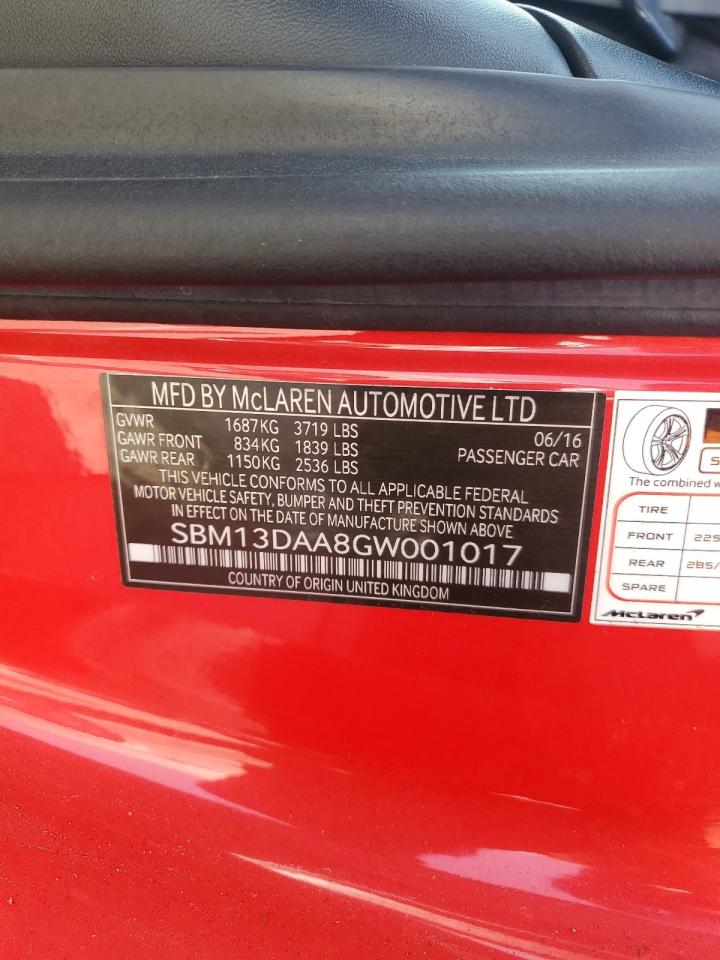 MFD BY McLAREN AUTOMOTIVE LTD
GVWR 1687KG 3719 LBS 06/16
GAWR FRONT 834KG 1839 LBS PASSENGER CAR
GAWR REAR 1150KG 2536 LBS
THIS VEHICLE CONFORMS TO ALL APPLICABLE FEDERAL
MOTOR VEHICLE SAFETY, BUMPER AND THEFT PREVENTION STANDARDS
IN EFFECT ON THE DATE OF MANUFACTURE SHOWN ABOVE
SBM13DAA8GW001017
COUNTRY OF ORIGIN UNITED KINGDOM
The combined w
TIRE
FRONT 225
REAR 285/
SPARE
McLaren